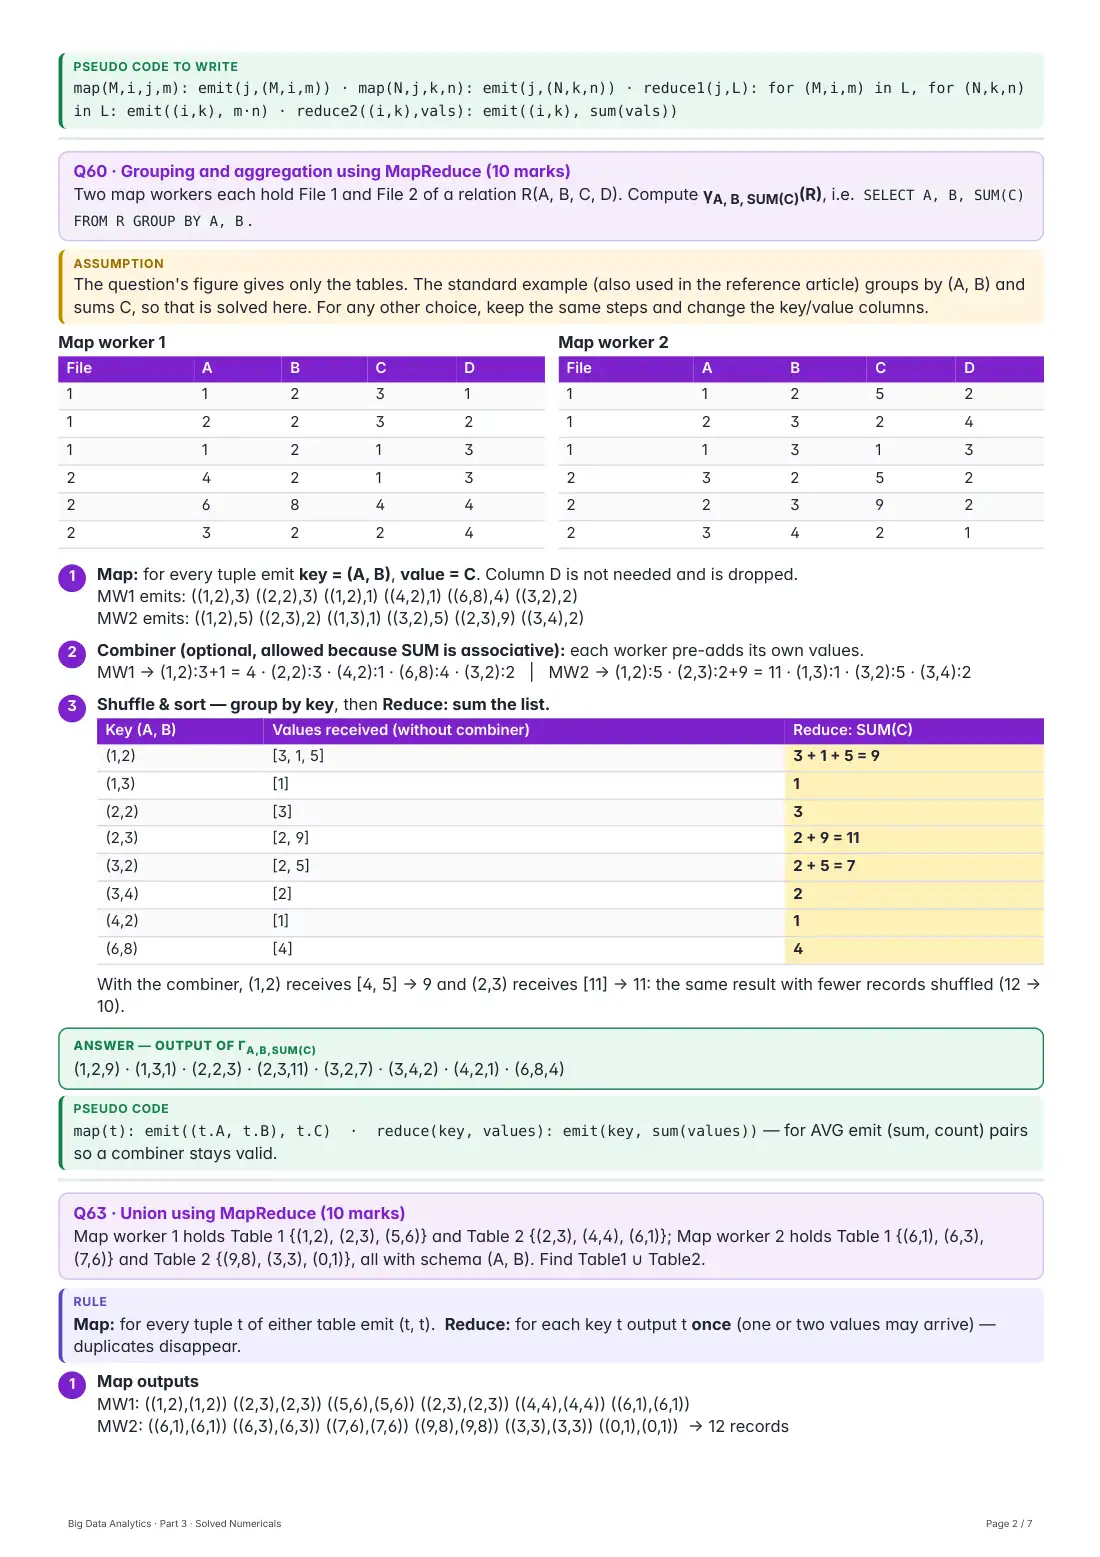 PSEUDO CODE TO WRITE
map(M,i,j,m): emit(j,(M,i,m)) · map(N,j,k,n): emit(j,(N,k,n)) · reduce1(j,L): for (M,i,m) in L, for (N,k,n)
in L: emit((i,k), m·n) · reduce2((i,k),vals): emit((i,k), sum(vals))
Q60 · Grouping and aggregation using MapReduce (10 marks)
Two map workers each hold File 1 and File 2 of a relation R(A, B, C, D). Compute γA, B, SUM(C)(R), i.e. SELECT A, B, SUM(C)
FROM R GROUP BY A, B.
ASSUMPTION
The question's figure gives only the tables. The standard example (also used in the reference article) groups by (A, B) and
sums C, so that is solved here. For any other choice, keep the same steps and change the key/value columns.
Map worker 1
File A B C D
1 1 2 3 1
1 2 2 3 2
1 1 2 1 3
2 4 2 1 3
2 6 8 4 4
2 3 2 2 4
Map worker 2
File A B C D
1 1 2 5 2
1 2 3 2 4
1 1 3 1 3
2 3 2 5 2
2 2 3 9 2
2 3 4 2 1
1 Map: for every tuple emit key = (A, B), value = C. Column D is not needed and is dropped.
MW1 emits: ((1,2),3) ((2,2),3) ((1,2),1) ((4,2),1) ((6,8),4) ((3,2),2)
MW2 emits: ((1,2),5) ((2,3),2) ((1,3),1) ((3,2),5) ((2,3),9) ((3,4),2)
2 Combiner (optional, allowed because SUM is associative): each worker pre-adds its own values.
MW1 → (1,2):3+1 = 4 · (2,2):3 · (4,2):1 · (6,8):4 · (3,2):2 | MW2 → (1,2):5 · (2,3):2+9 = 11 · (1,3):1 · (3,2):5 · (3,4):2
3 Shuffle & sort — group by key, then Reduce: sum the list.
Key (A, B) Values received (without combiner) Reduce: SUM(C)
(1,2) [3, 1, 5] 3 + 1 + 5 = 9
(1,3) [1] 1
(2,2) [3] 3
(2,3) [2, 9] 2 + 9 = 11
(3,2) [2, 5] 2 + 5 = 7
(3,4) [2] 2
(4,2) [1] 1
(6,8) [4] 4
With the combiner, (1,2) receives [4, 5] → 9 and (2,3) receives [11] → 11: the same result with fewer records shuffled (12 →
10).
ANSWER — OUTPUT OF ΓA,B,SUM(C)
(1,2,9) · (1,3,1) · (2,2,3) · (2,3,11) · (3,2,7) · (3,4,2) · (4,2,1) · (6,8,4)
PSEUDO CODE
map(t): emit((t.A, t.B), t.C) · reduce(key, values): emit(key, sum(values)) — for AVG emit (sum, count) pairs
so a combiner stays valid.
Q63 · Union using MapReduce (10 marks)
Map worker 1 holds Table 1 {(1,2), (2,3), (5,6)} and Table 2 {(2,3), (4,4), (6,1)}; Map worker 2 holds Table 1 {(6,1), (6,3),
(7,6)} and Table 2 {(9,8), (3,3), (0,1)}, all with schema (A, B). Find Table1 ∪ Table2.
RULE
Map: for every tuple t of either table emit (t, t). Reduce: for each key t output t once (one or two values may arrive) —
duplicates disappear.
1 Map outputs
MW1: ((1,2),(1,2)) ((2,3),(2,3)) ((5,6),(5,6)) ((2,3),(2,3)) ((4,4),(4,4)) ((6,1),(6,1))
MW2: ((6,1),(6,1)) ((6,3),(6,3)) ((7,6),(7,6)) ((9,8),(9,8)) ((3,3),(3,3)) ((0,1),(0,1)) → 12 records
Big Data Analytics · Part 3 · Solved Numericals
Page 2 / 7